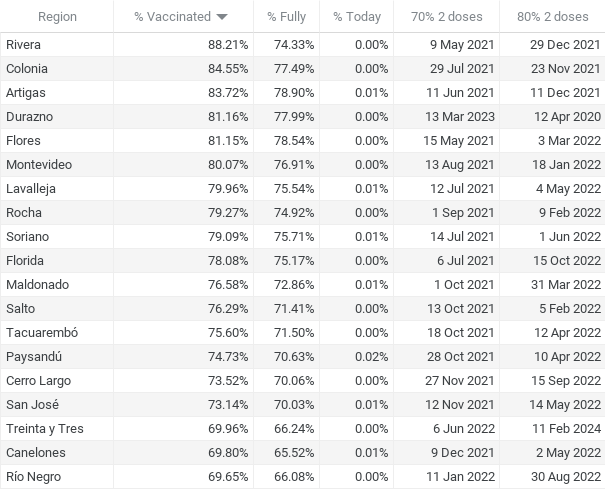 Region % Vaccinated % Fully % Today 70% 2 doses 80% 2 doses
Rivera 88.21% 74.33% 0.00% 9 May 2021 29 Dec 2021
Colonia 84.55% 77.49% 0.00% 29 Jul 2021 23 Nov 2021
Artigas 83.72% 78.90% 0.01% 11 Jun 2021 11 Dec 2021
Durazno 81.16% 77.99% 0.00% 13 Mar 2023 12 Apr 2020
Flores 81.15% 78.54% 0.00% 15 May 2021 3 Mar 2022
Montevideo 80.07% 76.91% 0.00% 13 Aug 2021 18 Jan 2022
Lavalleja 79.96% 75.54% 0.01% 12 Jul 2021 4 May 2022
Rocha 79.27% 74.92% 0.00% 1 Sep 2021 9 Feb 2022
Soriano 79.09% 75.71% 0.01% 14 Jul 2021 1 Jun 2022
Florida 78.08% 75.17% 0.00% 6 Jul 2021 15 Oct 2022
Maldonado 76.58% 72.86% 0.01% 1 Oct 2021 31 Mar 2022
Salto 76.29% 71.41% 0.00% 13 Oct 2021 5 Feb 2022
Tacuarembó 75.60% 71.50% 0.00% 18 Oct 2021 12 Apr 2022
Paysandú 74.73% 70.63% 0.02% 28 Oct 2021 10 Apr 2022
Cerro Largo 73.52% 70.06% 0.00% 27 Nov 2021 15 Sep 2022
San José 73.14% 70.03% 0.01% 12 Nov 2021 14 May 2022
Treinta y Tres 69.96% 66.24% 0.00% 6 Jun 2022 11 Feb 2024
Canelones 69.80% 65.52% 0.01% 9 Dec 2021 2 May 2022
Río Negro 69.65% 66.08% 0.00% 11 Jan 2022 30 Aug 2022